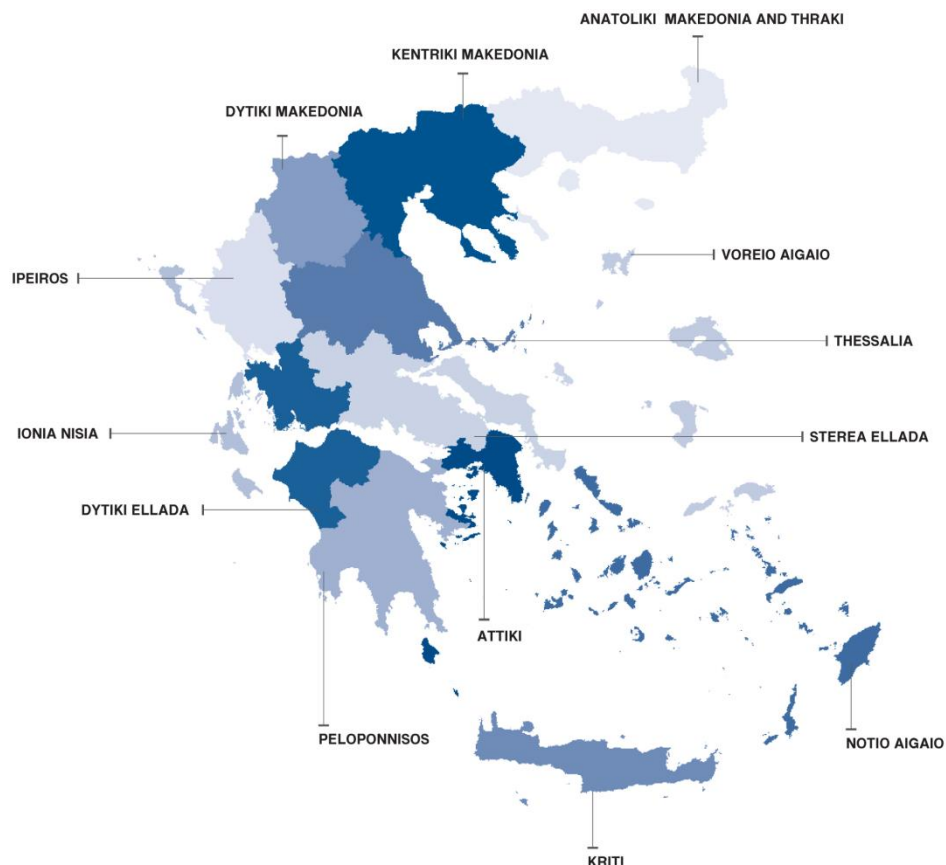 ANATOLIKI MAKEDONIA AND THRAKI
KENTRIKI MAKEDONIA
DYTIKI MAKEDONIA
VOREIO AIGAIO
IPEIROS
THESSALIA
IONIA NISIA
STEREA ELLADA
DYTIKI ELLADA
ATTIKI
PELOPONNISOS
NOTIO AIGAIO
KRITI